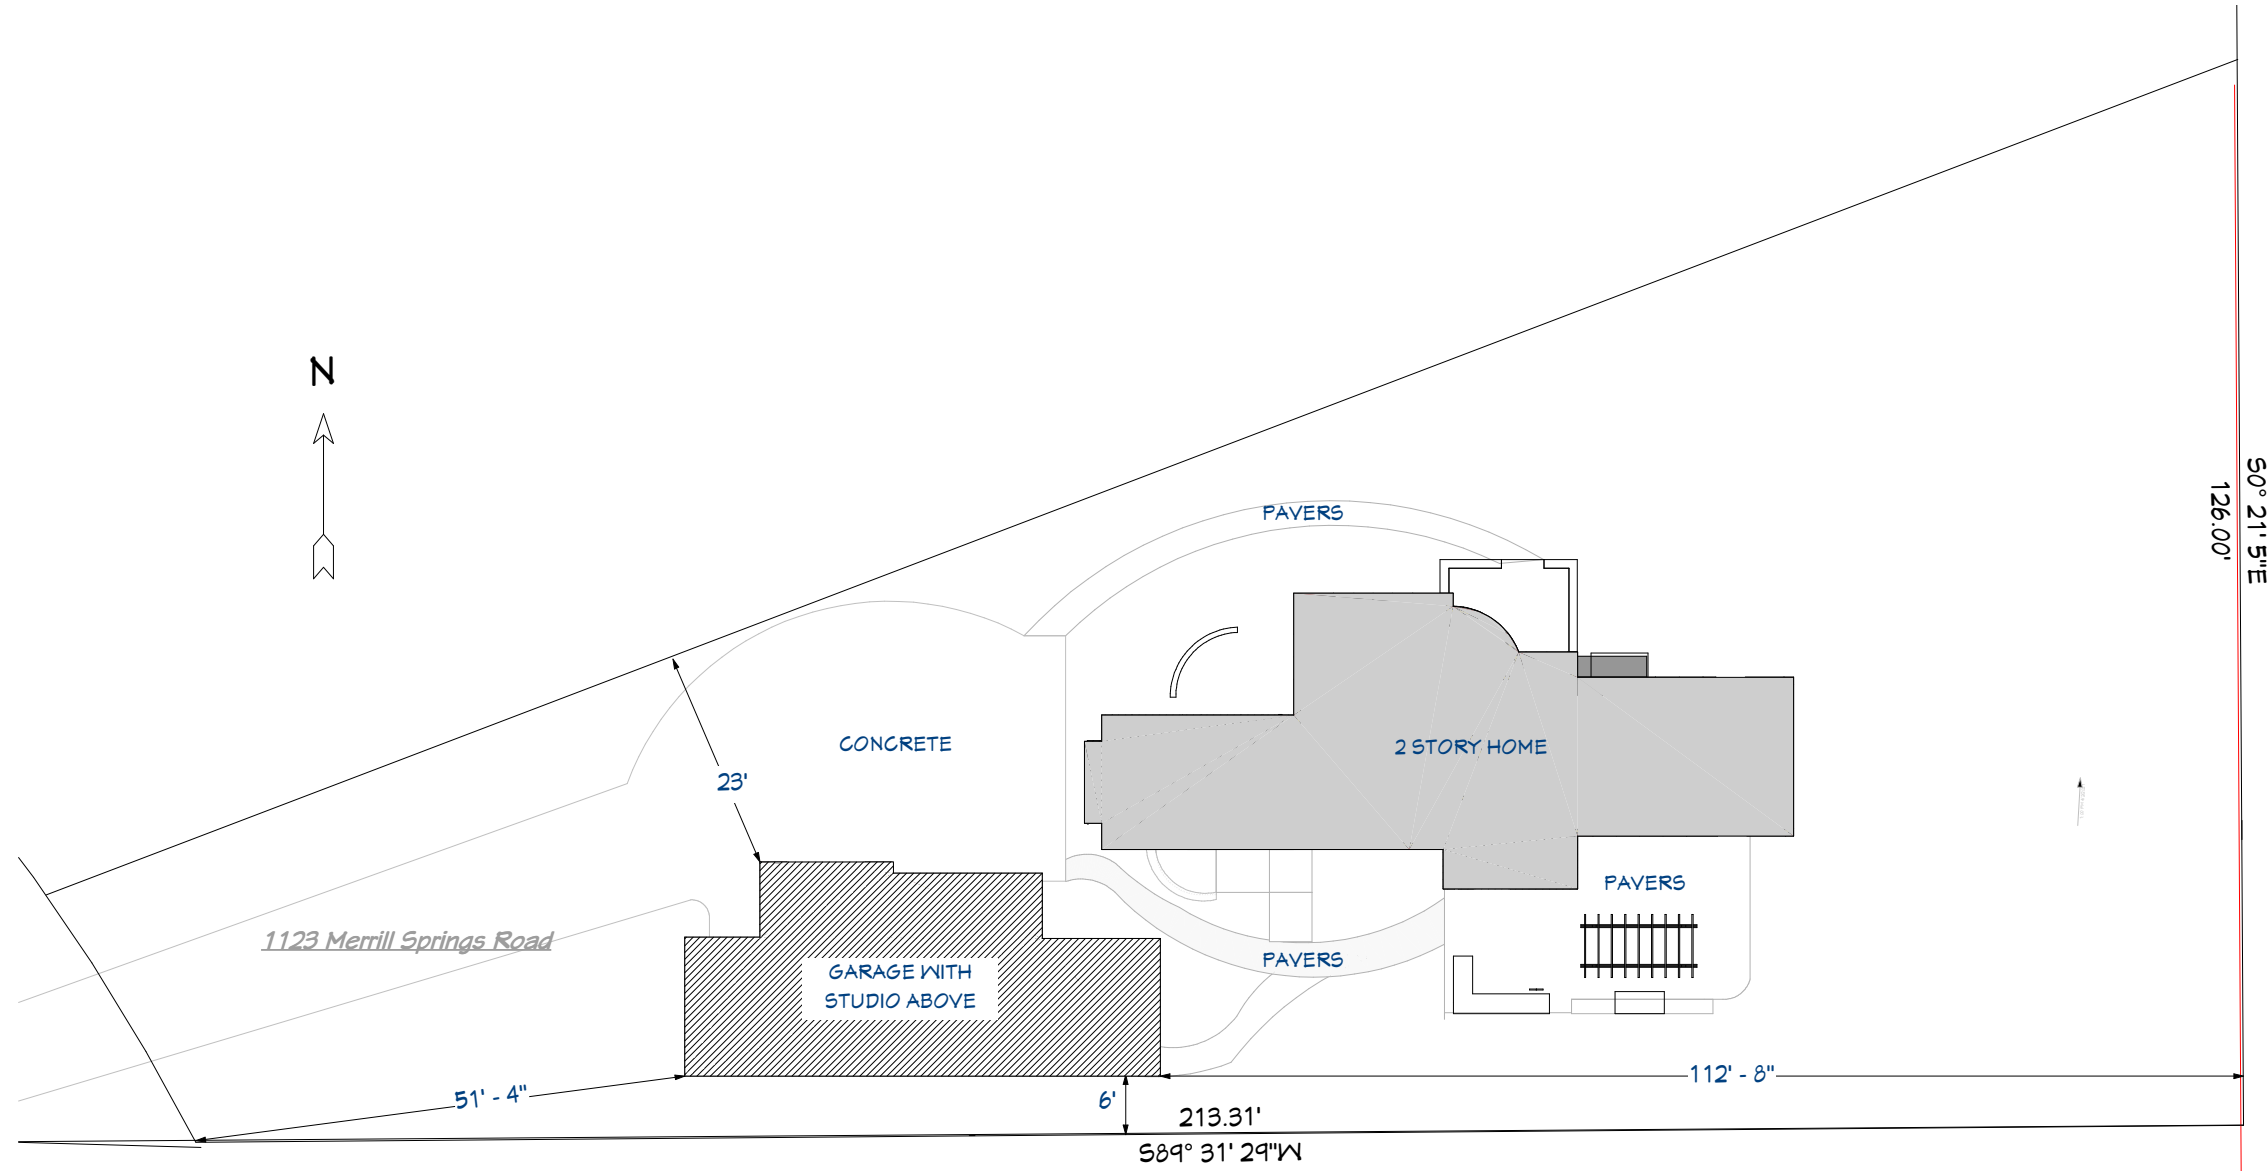 N
PAVERS
S0° 21' 5"E
126.00'
CONCRETE
2 STORY HOME
23'
PAVERS
1123 Merrill Springs Road
PAVERS
GARAGE WITH
STUDIO ABOVE
112' - 8"
51' - 4"
6'
213.31'
S89° 31' 29"W